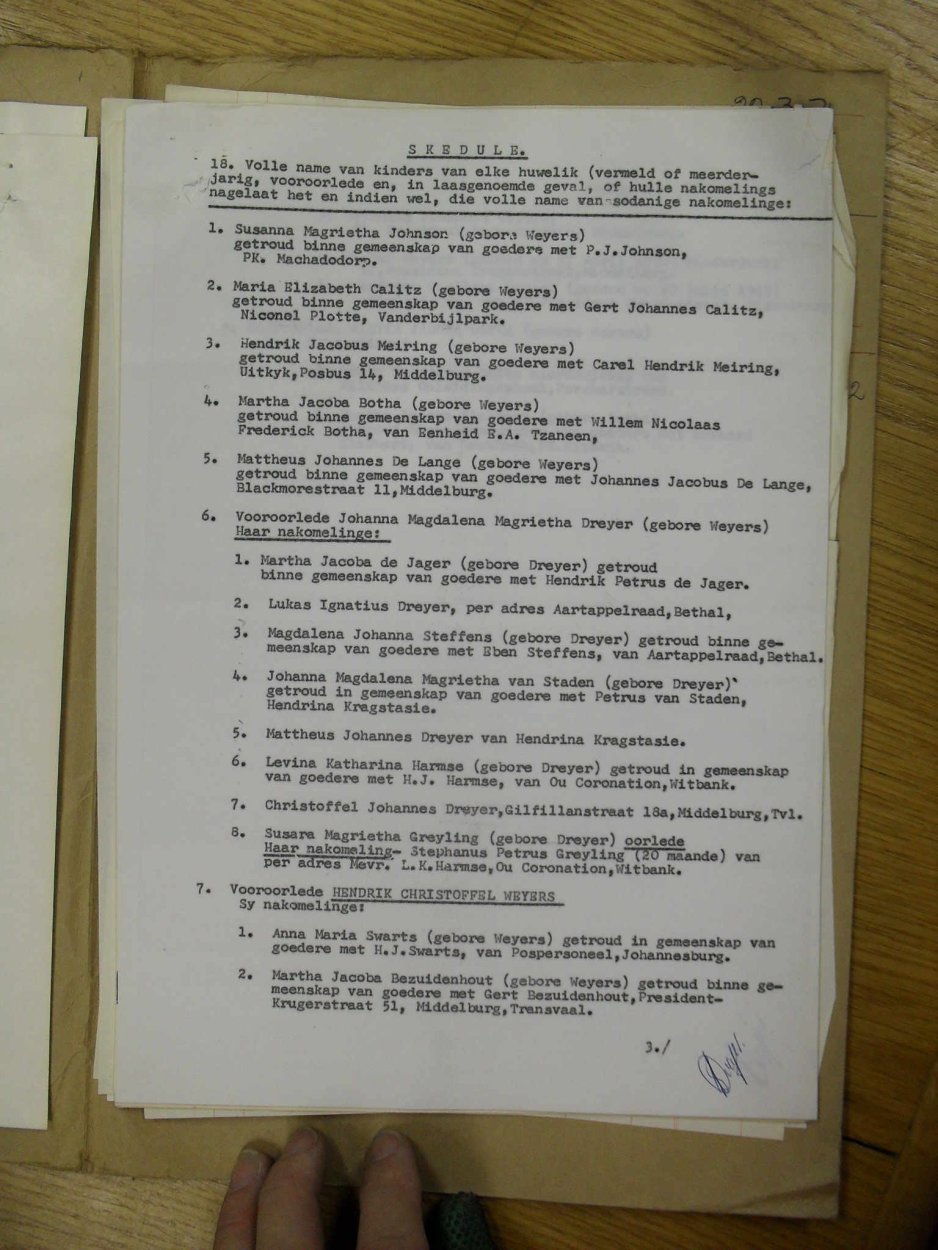 S K E D U L E.
18. Volle name van kinders van elke huwelik (vermeld of meerder-
jarig, vooroorlede en, in laasgenoemde geval, of hulle nakomelings
nagelaat het en indien wel, die volle name van sodanige nakomelinge:
1. Susanna Magrietha Johnson (gebore Weyers)
getroud binne gemeenskap van goedere met P.J.Johnson,
PK. Machadodorp.
2. Maria Elizabeth Calitz (gebore Weyers)
getroud binne gemeenskap van goedere met Gert Johannes Calitz,
Niconel Plotte, Vanderbijlpark.
3. Hendrik Jacobus Meiring (gebore Weyers)
getroud binne gemeenskap van goedere met Carel Hendrik Meiring,
Uitkyk,Posbus 14, Middelburg.
4. Martha Jacoba Botha (gebore Weyers)
getroud binne gemeenskap van goedere met Willem Nicolaas
Frederick Botha, van Eenheid E.A. Tzaneen,
5. Mattheus Johannes De Lange (gebore Weyers)
getroud binne gemeenskap van goedere met Johannes Jacobus De Lange,
Blackmorestraat 11,Middelburg.
6. Vooroorlede Johanna Magdalena Magrietha Dreyer (gebore Weyers)
Haar nakomelinge:
1. Martha Jacoba de Jager (gebore Dreyer) getroud
binne gemeenskap van goedere met Hendrik Petrus de Jager.
2. Lukas Ignatius Dreyer, per adres Aartappelraad,Bethal,
3. Magdalena Johanna Steffens (gebore Dreyer) getroud binne ge-
meenskap van goedere met Eben Steffens, van Aartappelraad,Bethal.
4. Johanna Magdalena Magrietha van Staden (gebore Dreyer)
getroud in gemeenskap van goedere met Petrus van Staden,
Hendrina Kragstasie.
5. Mattheus Johannes Dreyer van Hendrina Kragstasie.
6. Levina Katharina Harmse (gebore Dreyer) getroud in gemeenskap
van goedere met H.J. Harmse, van Ou Coronation,Witbank.
7. Christoffel Johannes Dreyer,Gilfillanstraat 18a,Middelburg,Tvl.
8. Susara Magrietha Greyling (gebore Dreyer) oorlede
Haar nakomeling- Stephanus Petrus Greyling (20 maande) van
per adres Mevr. L.K.Harmse,Ou Coronation,Witbank.
7. Vooroorlede HENDRIK CHRISTOFFEL WEYERS
Sy nakomelinge:
1. Anna Maria Swarts (gebore Weyers) getroud in gemeenskap van
goedere met H.J.Swarts, van Pospersoneel,Johannesburg.
2. Martha Jacoba Bezuidenhout (gebore Weyers) getroud binne ge-
meenskap van goedere met Gert Bezuidenhout,President-
Krugerstraat 51, Middelburg,Transvaal.
3./